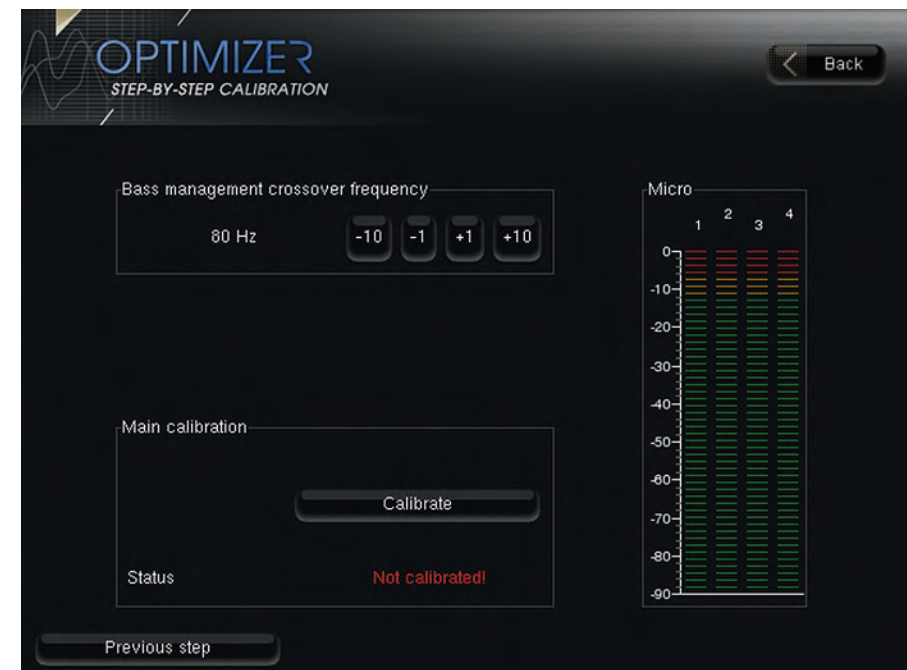 OPTIMIZER
STEP-BY-STEP CALIBRATION
Back
Bass management crossover frequency
80 Hz
-10 -1 +1 +10
Micro
1 2 3 4
0
-10
-20
-30
-40
-50
-60
-70
-80
-90
Main calibration
Calibrate
Status Not calibrated!
Previous step